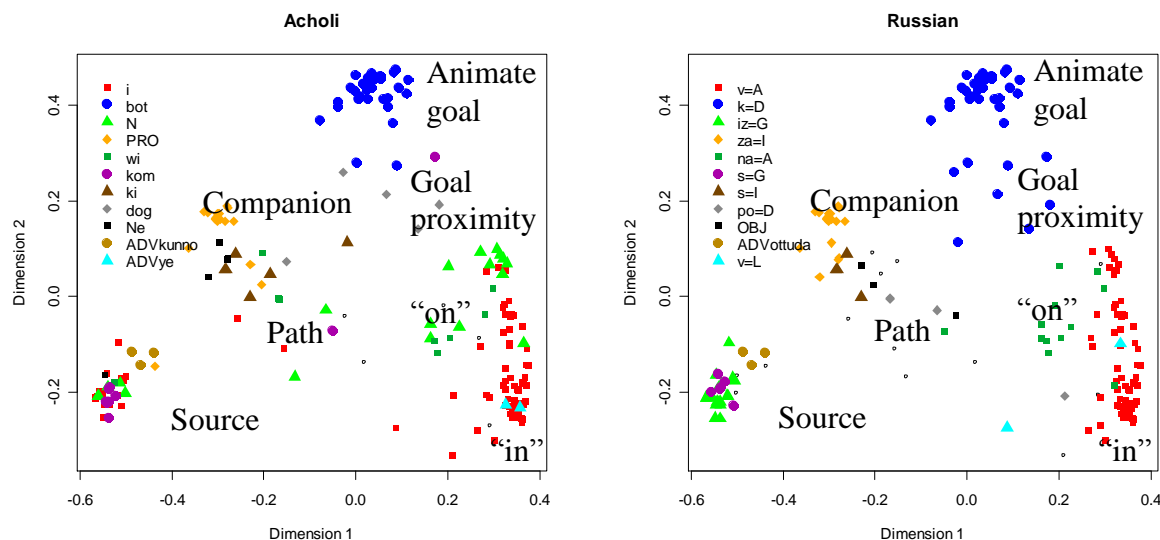 Acholi
Dimension 2
0.4
0.2
0.0
-0.2
i
bot
N
PRO
wi
kom
ki
dog
Ne
ADVkunno
ADVye
Animate
goal
Companion
Goal
proximity
Path
“on”
Source
“in”
-0.6
-0.4
-0.2
0.0
0.2
0.4
Dimension 1
Russian
Dimension 2
0.4
0.2
0.0
-0.2
v=A
k=D
iz=G
za=I
na=A
s=G
s=I
po=D
OBJ
ADVottuda
v=L
Animate
goal
Companion
Goal
proximity
Path
“on”
Source
“in”
-0.6
-0.4
-0.2
0.0
0.2
0.4
Dimension 1